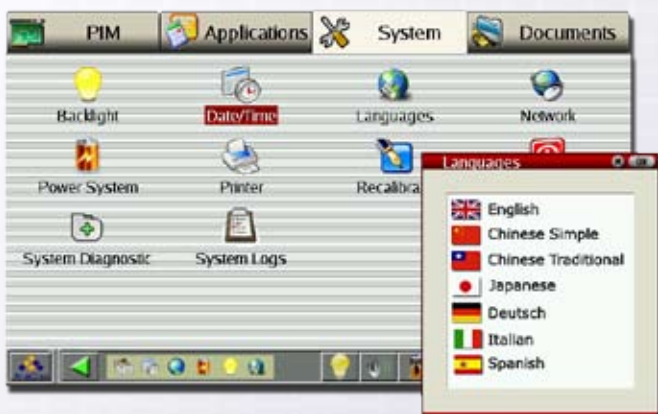 PIM Applications System Documents
Backlight Date/Time Languages Network
Power System Printer Recalibra
System Diagnostic System Logs
Languages ok
English
Chinese Simple
Chinese Traditional
Japanese
Deutsch
Italian
Spanish